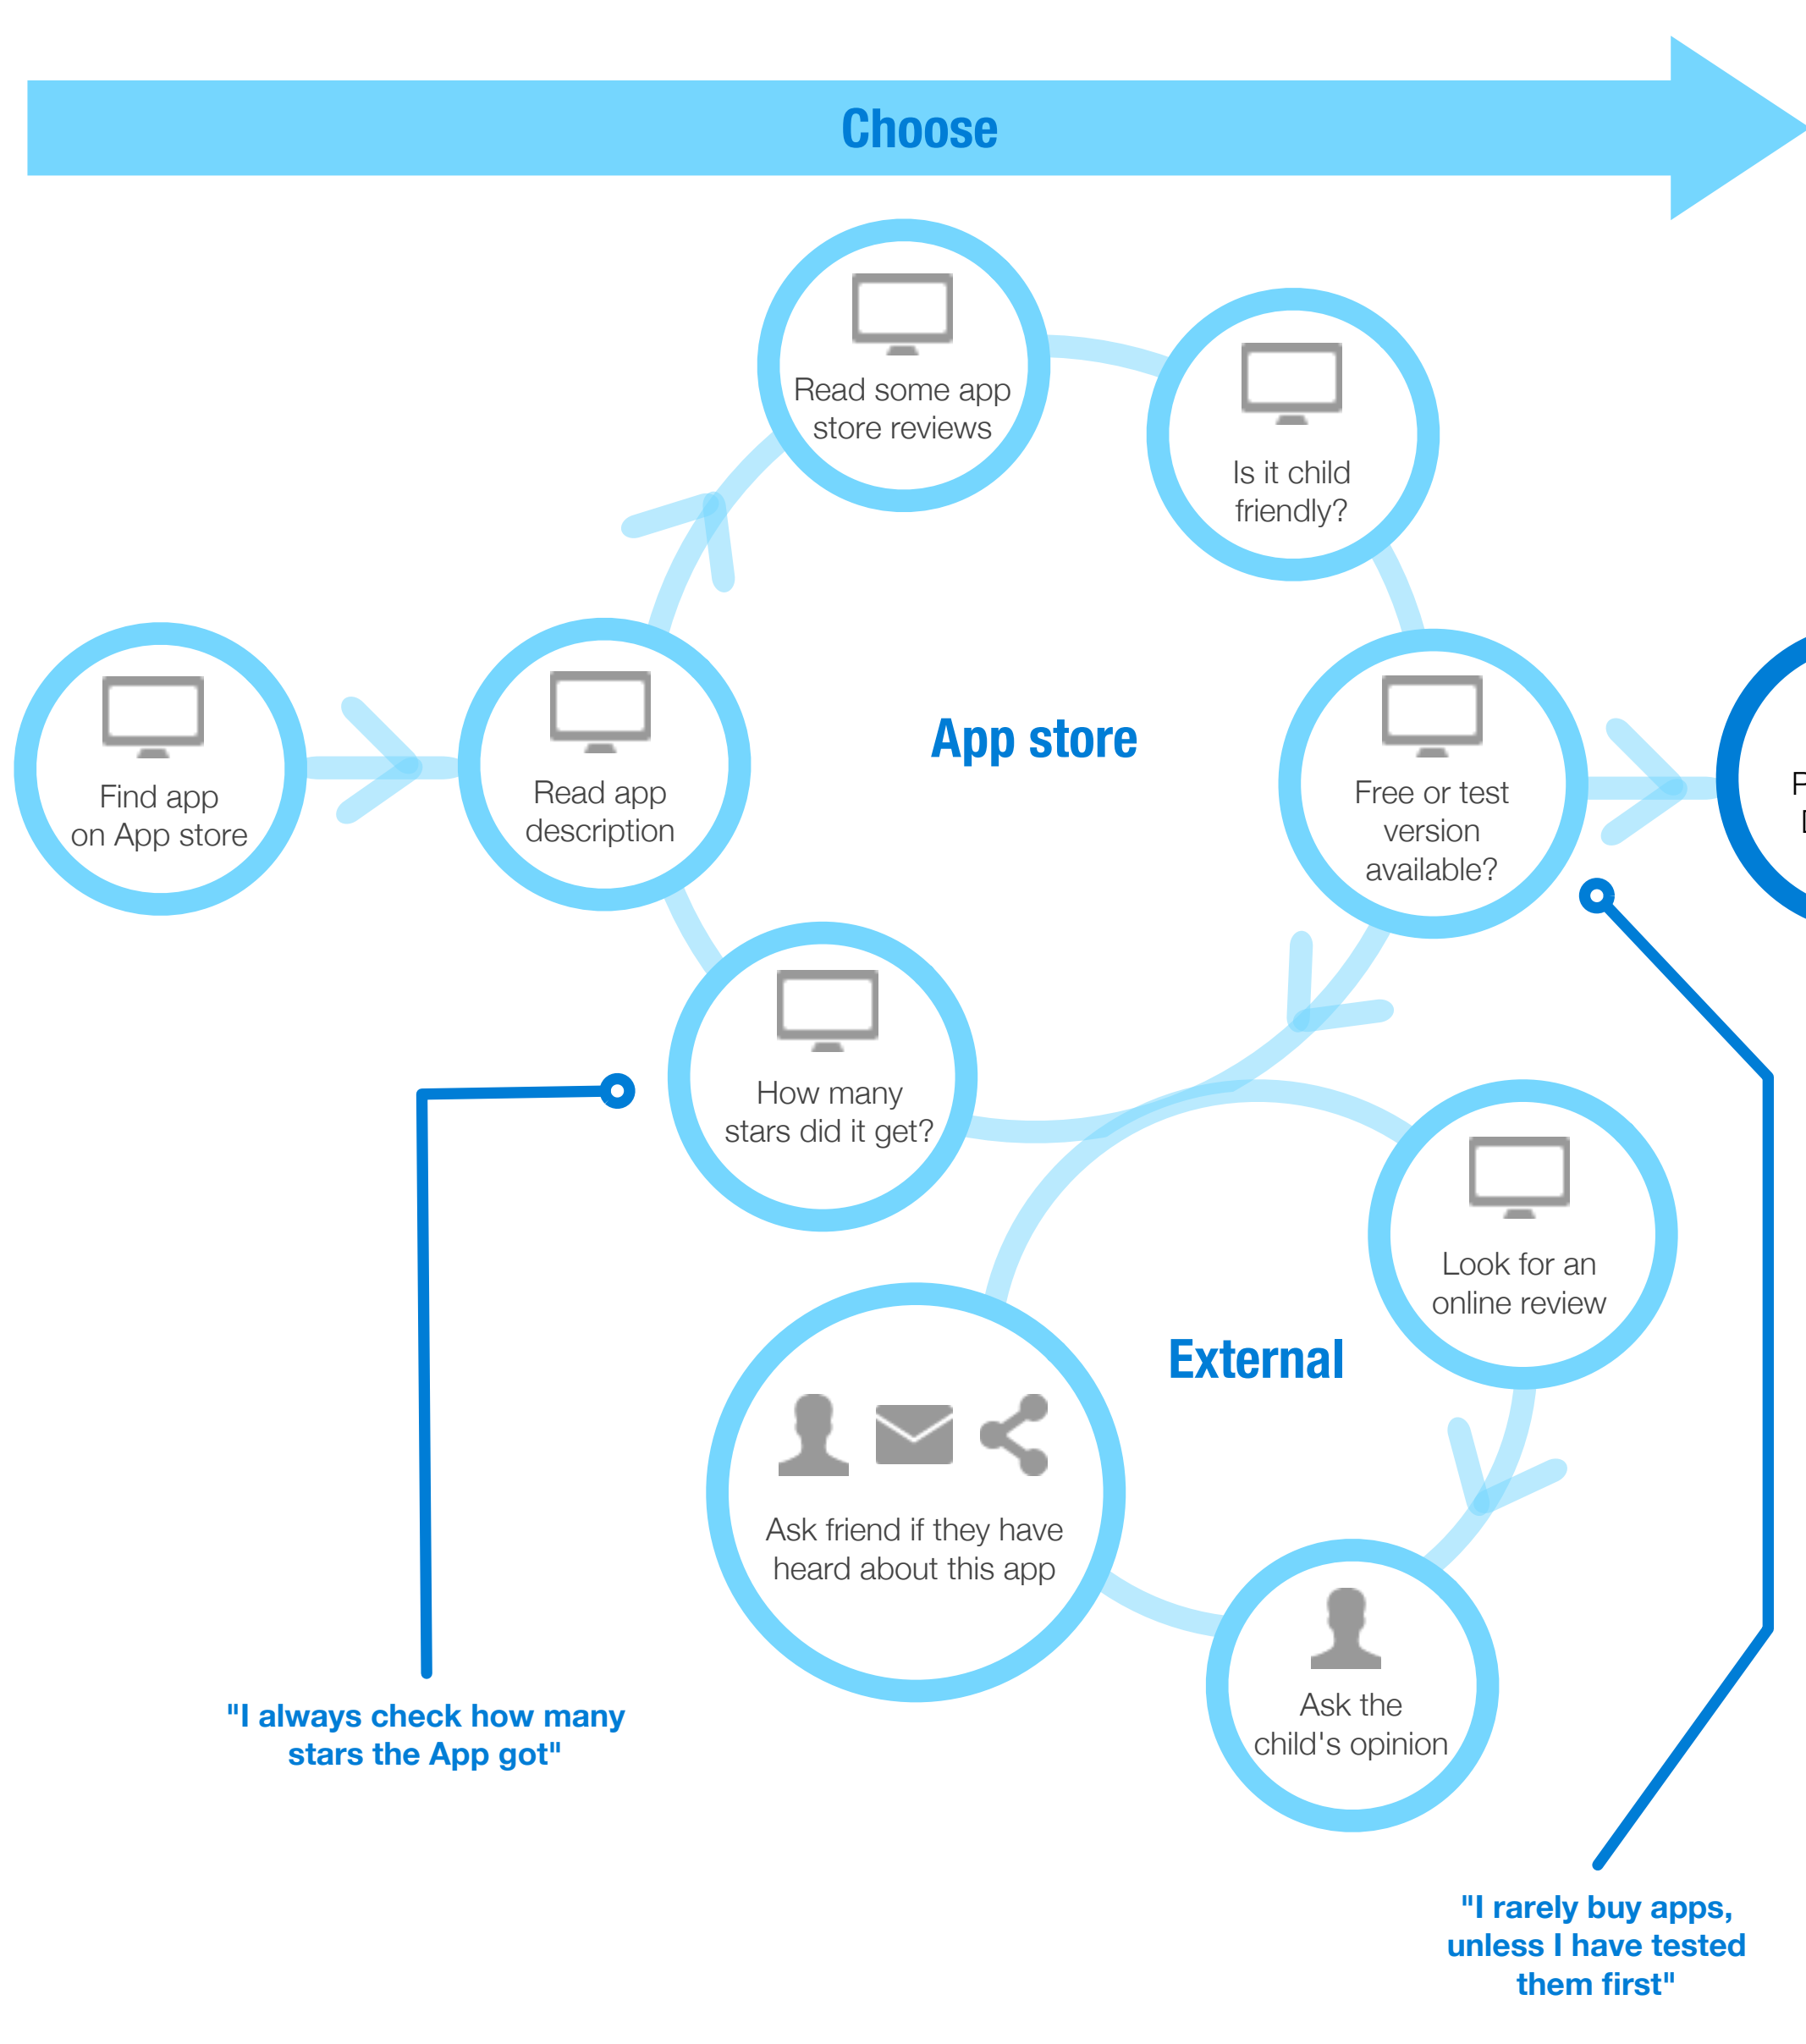 Choose
Read some app
store reviews
Is it child
friendly?
Find app
on App store
Read app
description
App store
Free or test
version
available?
How many
stars did it get?
Look for an
online review
External
Ask friend if they have
heard about this app
Ask the
child's opinion
"I always check how many
stars the App got"
"I rarely buy apps,
unless I have tested
them first"